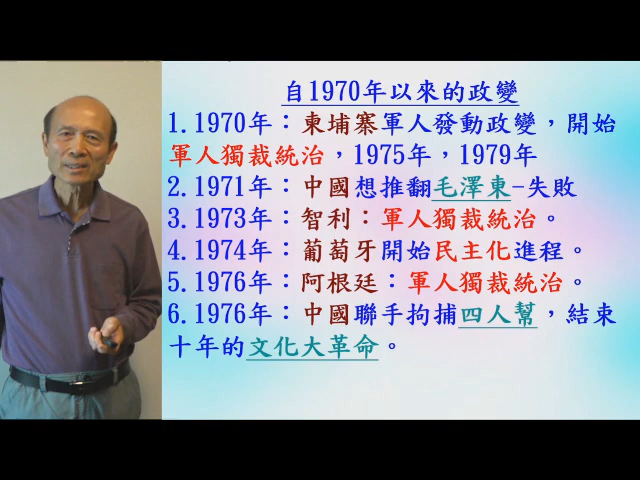 自1970年以來的政變
1.1970年：柬埔寨軍人發動政變，開始
軍人獨裁統治，1975年，1979年
2.1971年：中國想推翻毛澤東-失敗
3.1973年：智利：軍人獨裁統治。
4.1974年：葡萄牙開始民主化進程。
5.1976年：阿根廷：軍人獨裁統治。
6.1976年：中國聯手拘捕四人幫，結束
十年的文化大革命。